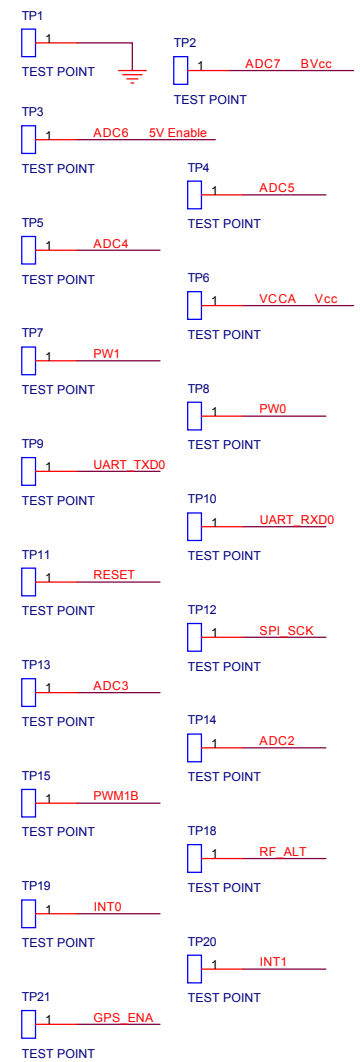 TP1
1
TEST POINT
TP2
1 ADC7 BVcc
TEST POINT
TP3
1 ADC6 5V Enable
TEST POINT
TP4
1 ADC5
TEST POINT
TP5
1 ADC4
TEST POINT
TP6
1 VCCA Vcc
TEST POINT
TP7
1 PW1
TEST POINT
TP8
1 PW0
TEST POINT
TP9
1 UART_TXD0
TEST POINT
TP10
1 UART_RXD0
TEST POINT
TP11
1 RESET
TEST POINT
TP12
1 SPI_SCK
TEST POINT
TP13
1 ADC3
TEST POINT
TP14
1 ADC2
TEST POINT
TP15
1 PWM1B
TEST POINT
TP18
1 RF_ALT
TEST POINT
TP19
1 INT0
TEST POINT
TP20
1 INT1
TEST POINT
TP21
1 GPS_ENA
TEST POINT